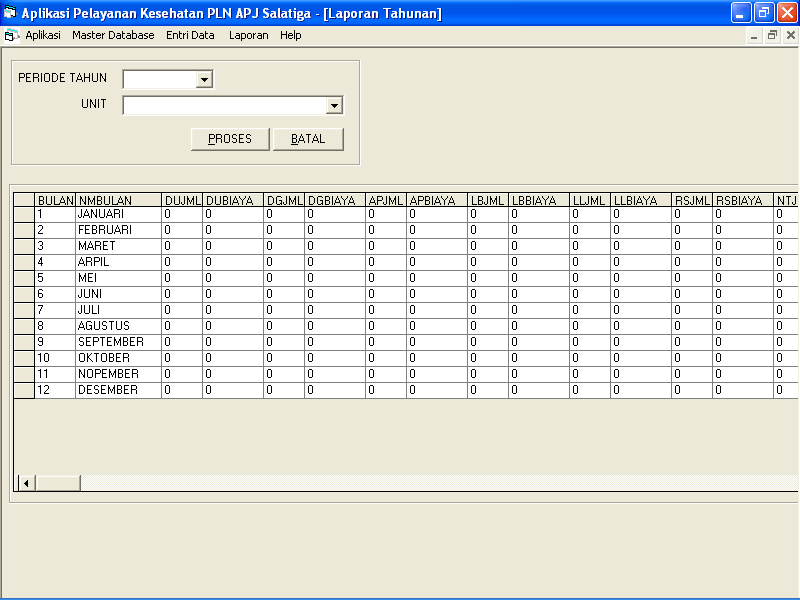 Aplikasi Pelayanan Kesehatan PLN APJ Salatiga - [Laporan Tahunan]
Aplikasi Master Database Entri Data Laporan Help
PERIODE TAHUN
UNIT
PROSES BATAL
BULAN NMBULAN DUJML DUBIAYA DGJML DGBIAYA APJML APBIAYA LBJML LBBIAYA LLJML LLBIAYA RSJML RSBIAYA NTJ
1 JANUARI 0 0 0 0 0 0 0 0 0 0 0 0 0
2 FEBRUARI 0 0 0 0 0 0 0 0 0 0 0 0 0
3 MARET 0 0 0 0 0 0 0 0 0 0 0 0 0
4 ARPIL 0 0 0 0 0 0 0 0 0 0 0 0 0
5 MEI 0 0 0 0 0 0 0 0 0 0 0 0 0
6 JUNI 0 0 0 0 0 0 0 0 0 0 0 0 0
7 JULI 0 0 0 0 0 0 0 0 0 0 0 0 0
8 AGUSTUS 0 0 0 0 0 0 0 0 0 0 0 0 0
9 SEPTEMBER 0 0 0 0 0 0 0 0 0 0 0 0 0
10 OKTOBER 0 0 0 0 0 0 0 0 0 0 0 0 0
11 NOPEMBER 0 0 0 0 0 0 0 0 0 0 0 0 0
12 DESEMBER 0 0 0 0 0 0 0 0 0 0 0 0 0